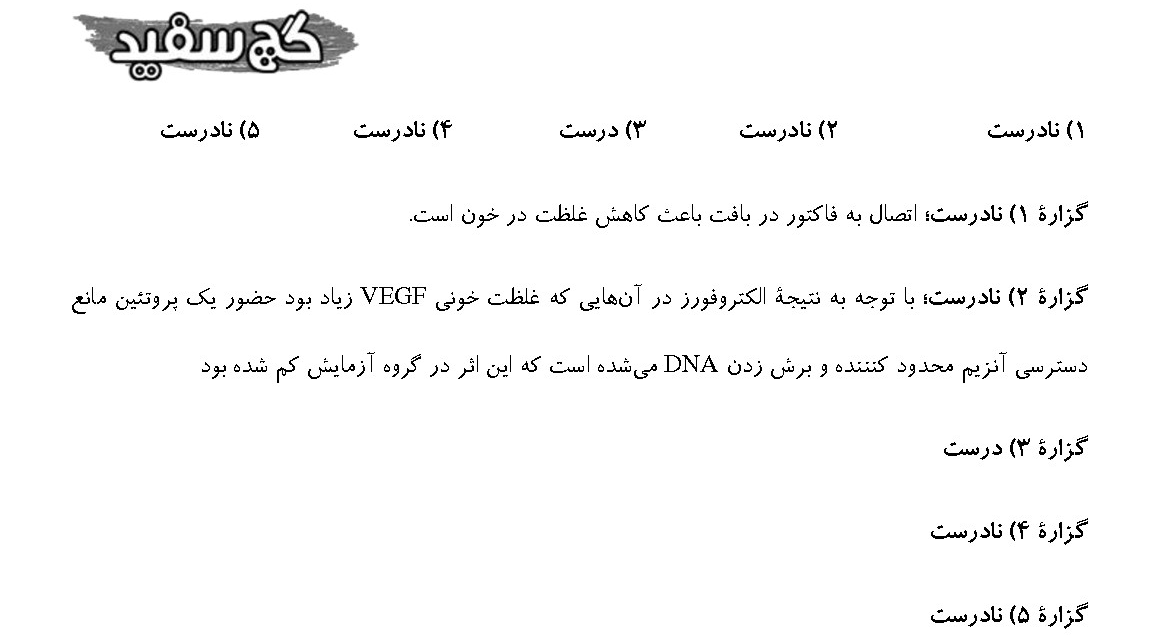 گچ سفید
۱) نادرست ۲) نادرست ۳) درست ۴) نادرست ۵) نادرست
گزارهٔ ۱) نادرست؛ اتصال به فاکتور در بافت باعث کاهش غلظت در خون است.
گزارهٔ ۲) نادرست؛ با توجه به نتیجهٔ الکتروفورز در آن‌هایی که غلظت خونی VEGF زیاد بود حضور یک پروتئین مانع
دسترسی آنزیم محدود کننده و برش زدن DNA می‌شده است که این اثر در گروه آزمایش کم شده بود
گزارهٔ ۳) درست
گزارهٔ ۴) نادرست
گزارهٔ ۵) نادرست